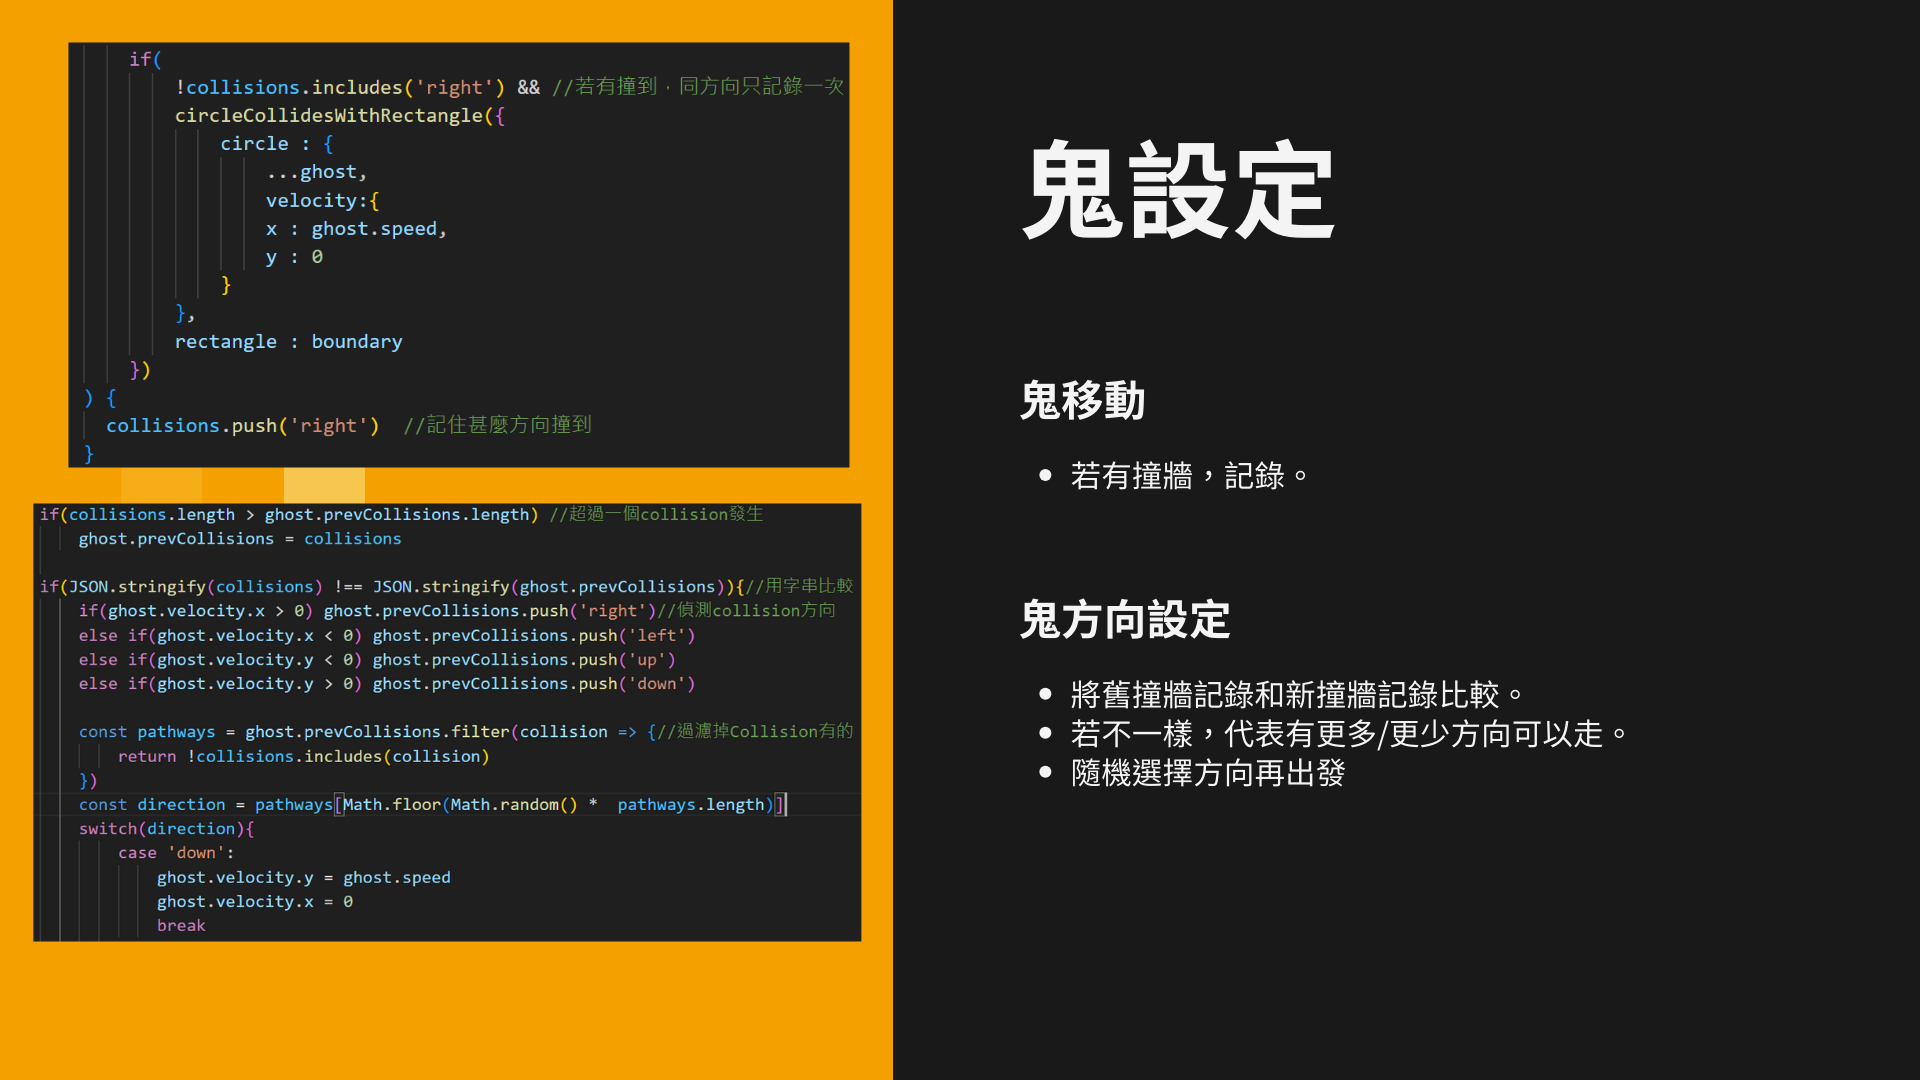 if(
!collisions.includes('right') && //若有撞到，同方向只記錄一次
circleCollidesWithRectangle({
circle : {
...ghost,
velocity:{
x : ghost.speed,
y : 0
}
},
rectangle : boundary
})
) {
collisions.push('right')  //記住甚麼方向撞到
}
if(collisions.length > ghost.prevCollisions.length) //超過一個collision發生
ghost.prevCollisions = collisions
if(JSON.stringify(collisions) !== JSON.stringify(ghost.prevCollisions)){//用字串比較
if(ghost.velocity.x > 0) ghost.prevCollisions.push('right')//偵測collision方向
else if(ghost.velocity.x < 0) ghost.prevCollisions.push('left')
else if(ghost.velocity.y < 0) ghost.prevCollisions.push('up')
else if(ghost.velocity.y > 0) ghost.prevCollisions.push('down')
const pathways = ghost.prevCollisions.filter(collision => {//過濾掉Collision有的
return !collisions.includes(collision)
})
const direction = pathways[Math.floor(Math.random() *  pathways.length)]
switch(direction){
case 'down':
ghost.velocity.y = ghost.speed
ghost.velocity.x = 0
break
鬼設定
鬼移動
• 若有撞牆，記錄。
鬼方向設定
• 將舊撞牆記錄和新撞牆記錄比較。
• 若不一樣，代表有更多/更少方向可以走。
• 隨機選擇方向再出發